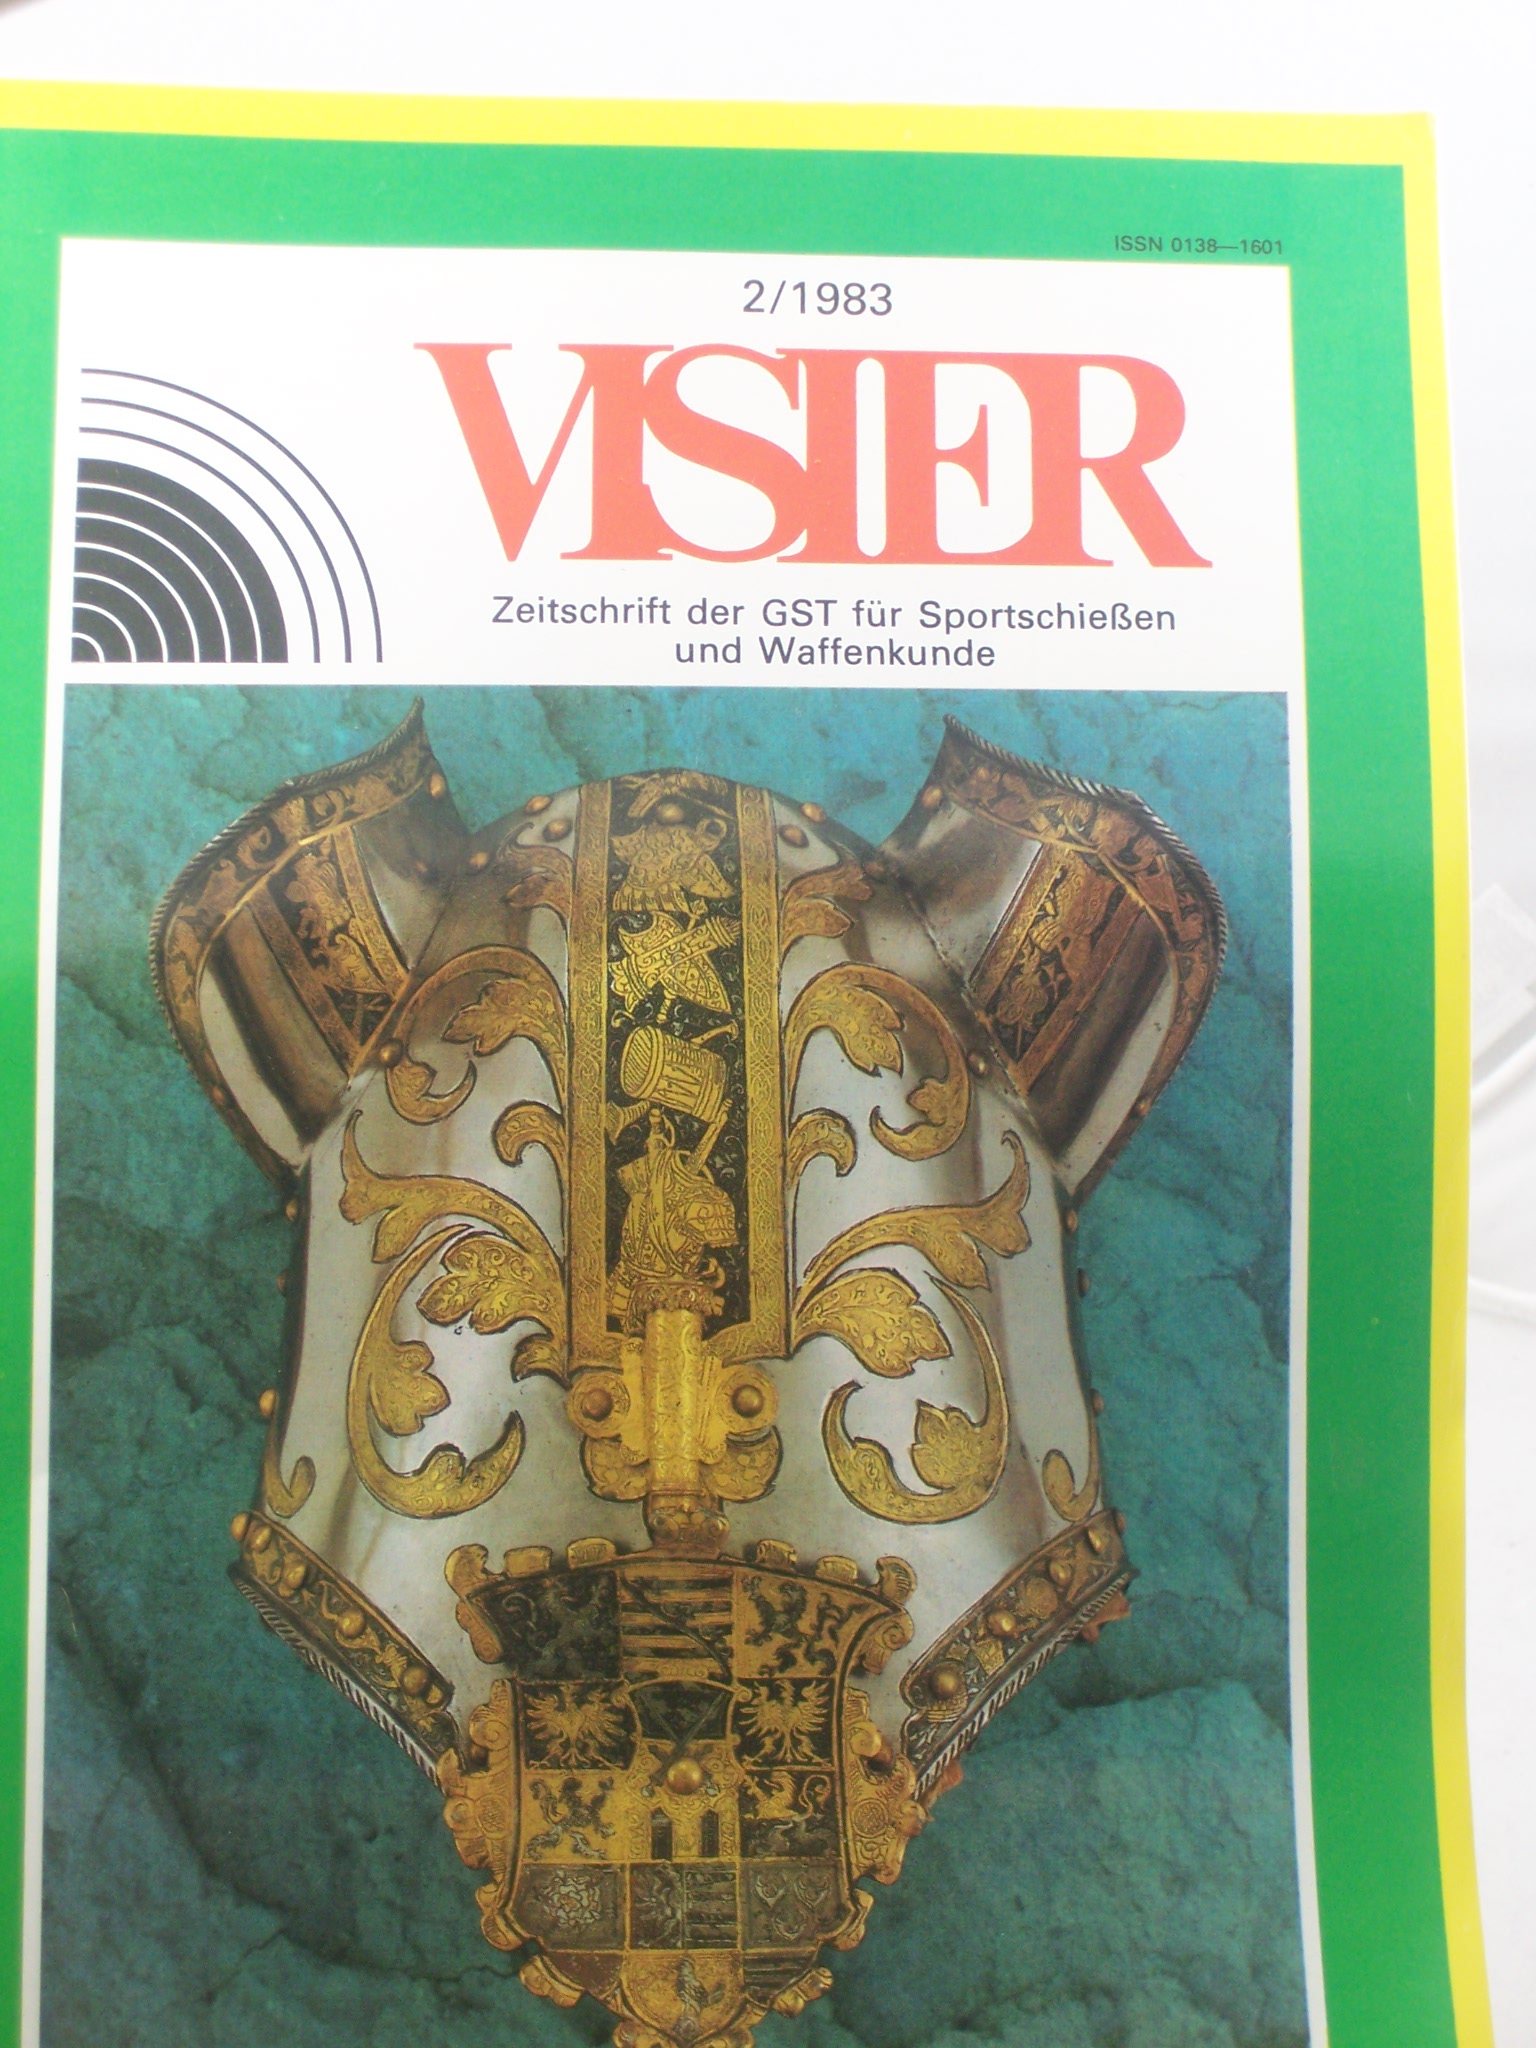 ISSN 0138—1601
2/1983
VISIER
Zeitschrift der GST für Sportschießen
und Waffenkunde